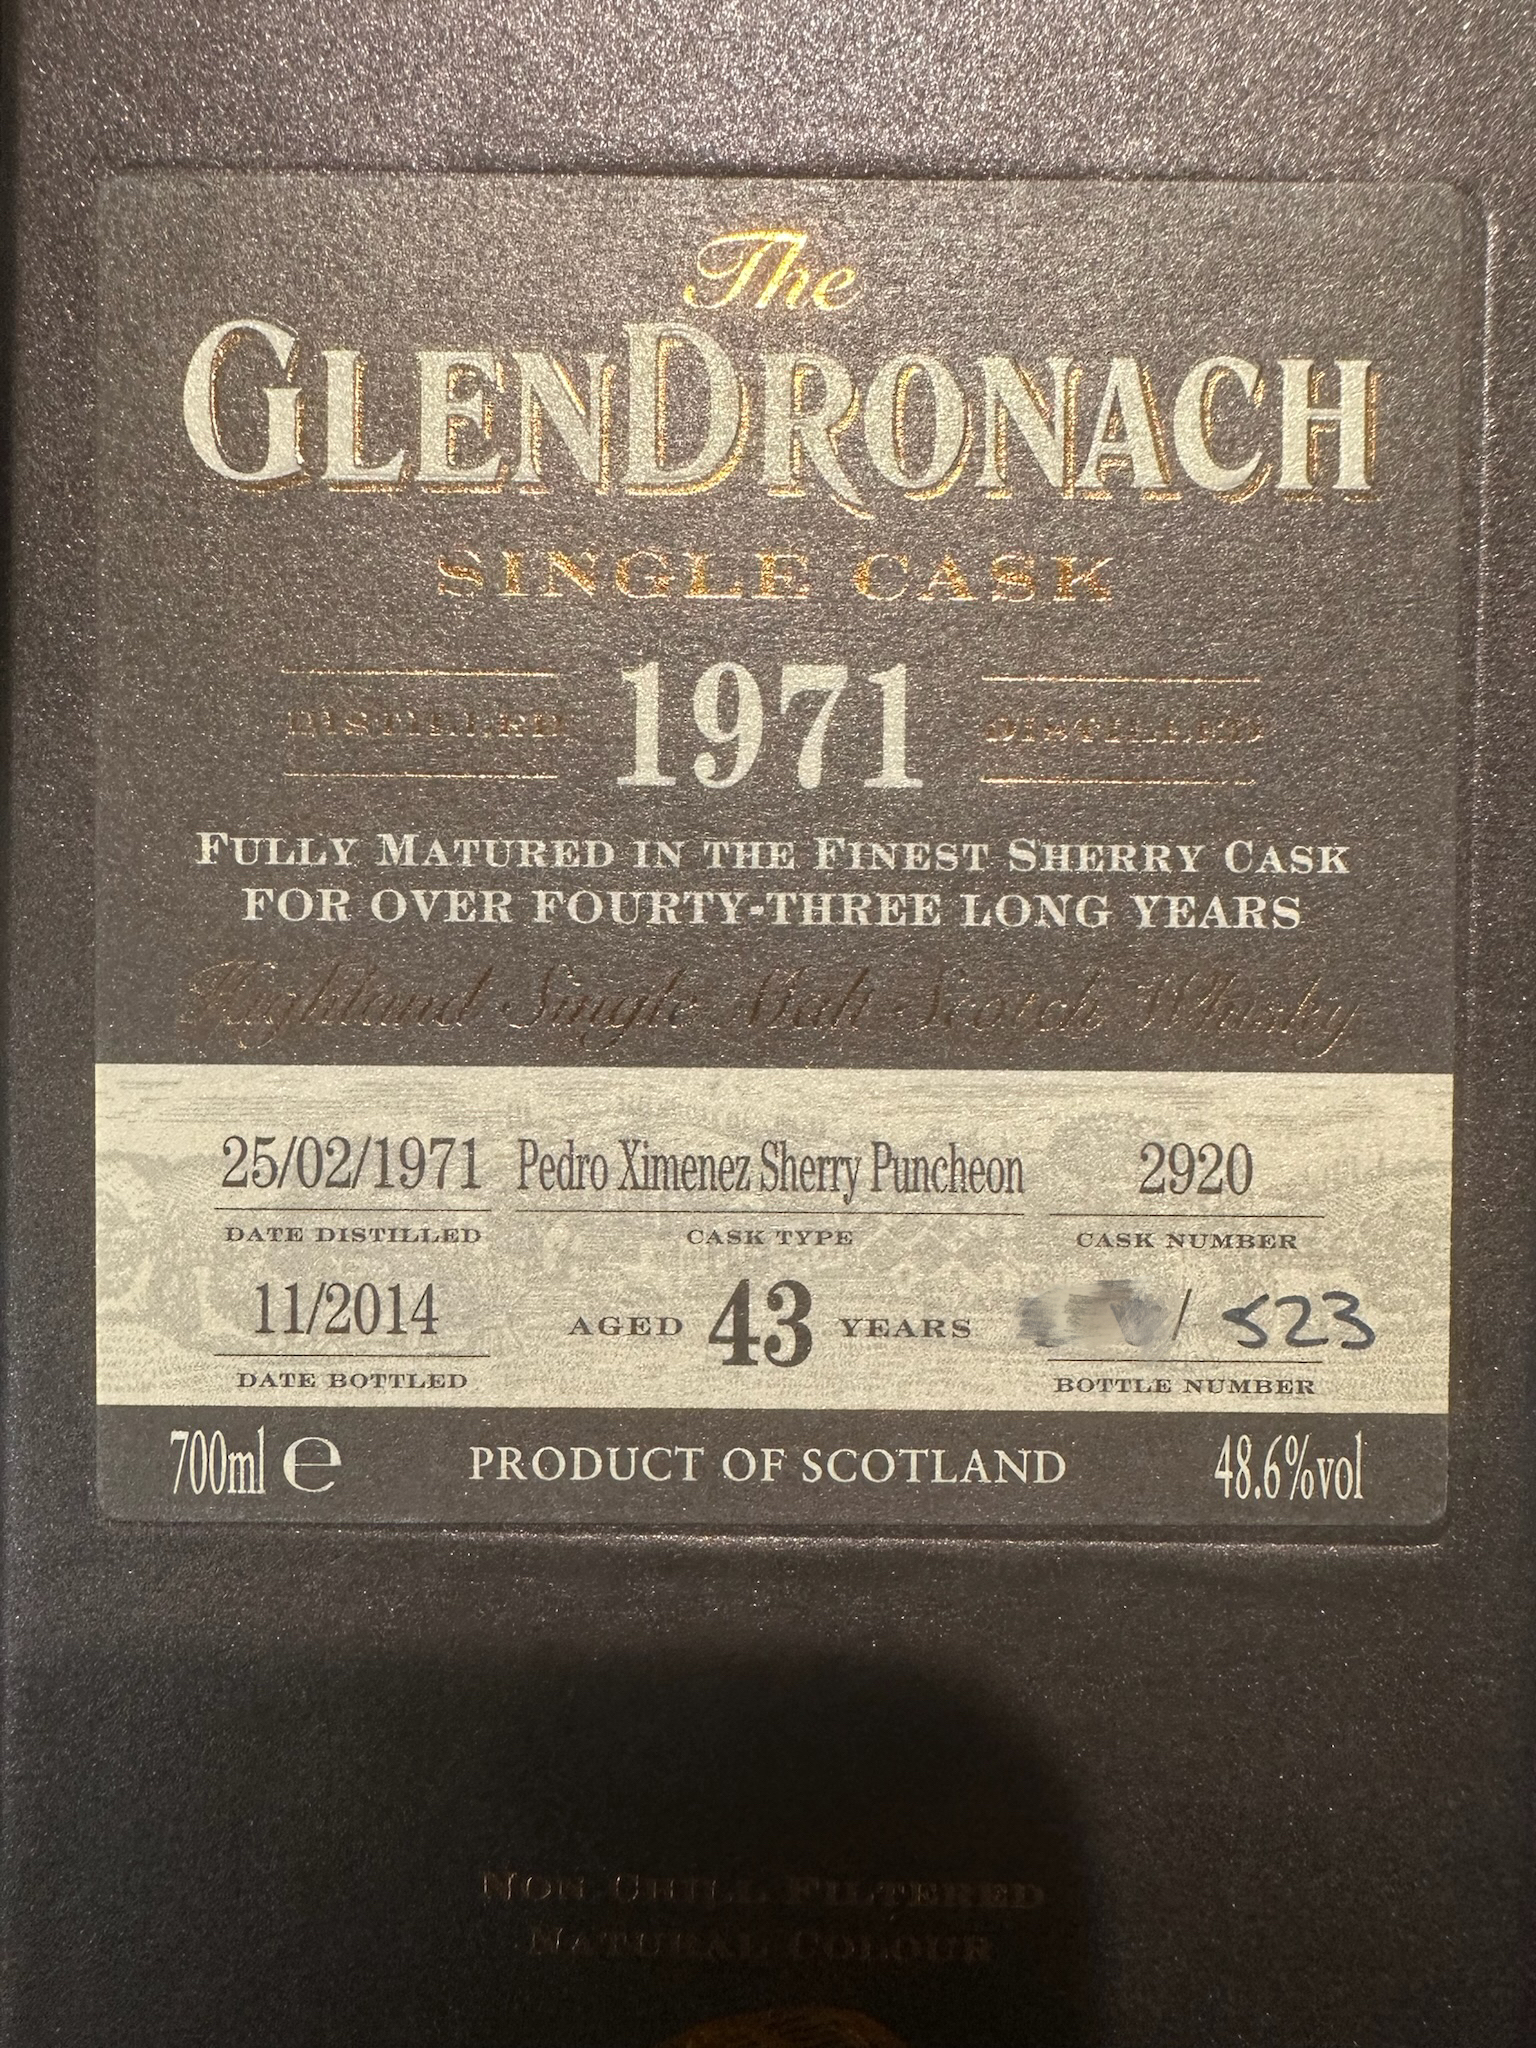 The
GLENDRONACH
SINGLE CASK
DISTILLED 1971 DISTILLED
FULLY MATURED IN THE FINEST SHERRY CASK
FOR OVER FOURTY-THREE LONG YEARS
Highland Single Malt Scotch Whisky
25/02/1971 Pedro Ximenez Sherry Puncheon 2920
DATE DISTILLED CASK TYPE CASK NUMBER
11/2014 AGED 43 YEARS / 523
DATE BOTTLED BOTTLE NUMBER
700ml e PRODUCT OF SCOTLAND 48.6%vol
NON CHILL FILTERED
NATURAL COLOUR